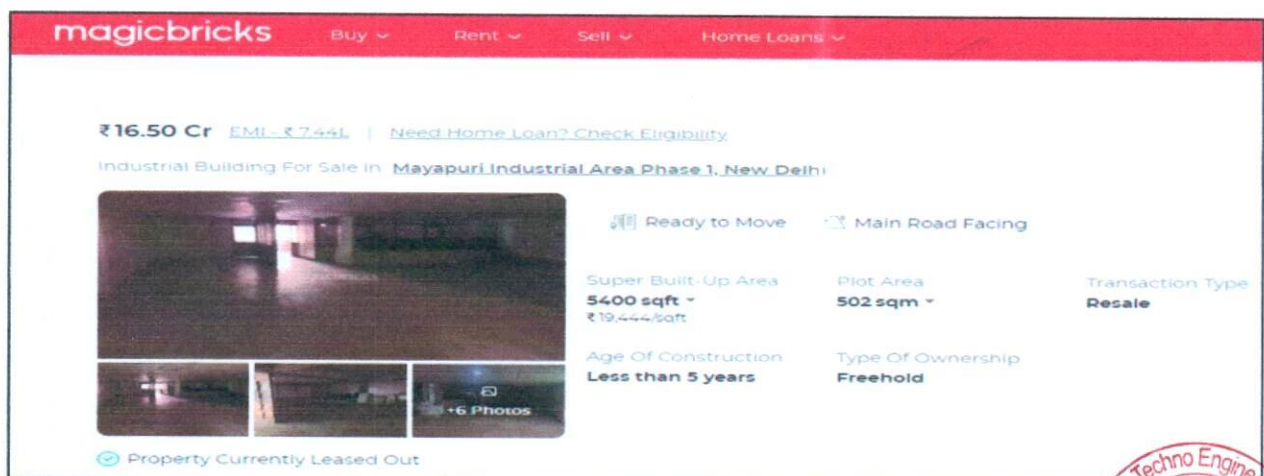 magicbricks Buy Rent Sell Home Loans
₹16.50 Cr EMI - ₹ 7.44L | Need Home Loan? Check Eligibility
Industrial Building For Sale in Mayapuri Industrial Area Phase 1, New Delhi
Ready to Move Main Road Facing
Super Built-Up Area Plot Area Transaction Type
5400 sqft 502 sqm Resale
₹ 19,444/sqft
Age Of Construction Type Of Ownership
Less than 5 years Freehold
+6 Photos
Property Currently Leased Out
Techno Engine